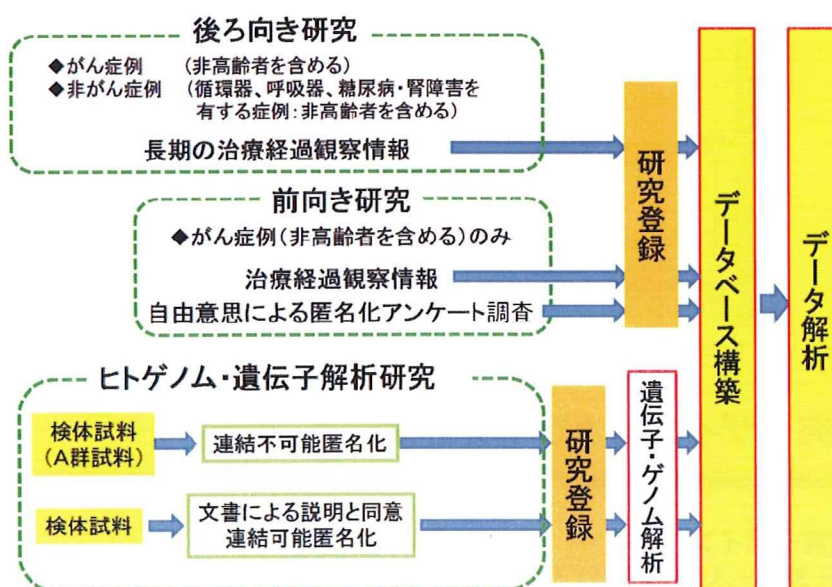 後ろ向き研究
◆がん症例 (非高齢者を含める)
◆非がん症例 (循環器、呼吸器、糖尿病・腎障害を
有する症例:非高齢者を含める)
長期の治療経過観察情報
前向き研究
◆がん症例(非高齢者を含める)のみ
治療経過観察情報
自由意思による匿名化アンケート調査
研究登録
ヒトゲノム・遺伝子解析研究
検体試料
(A群試料)
連結不可能匿名化
検体試料
文書による説明と同意
連結可能匿名化
研究登録
遺伝子・ゲノム解析
データベース構築
データ解析